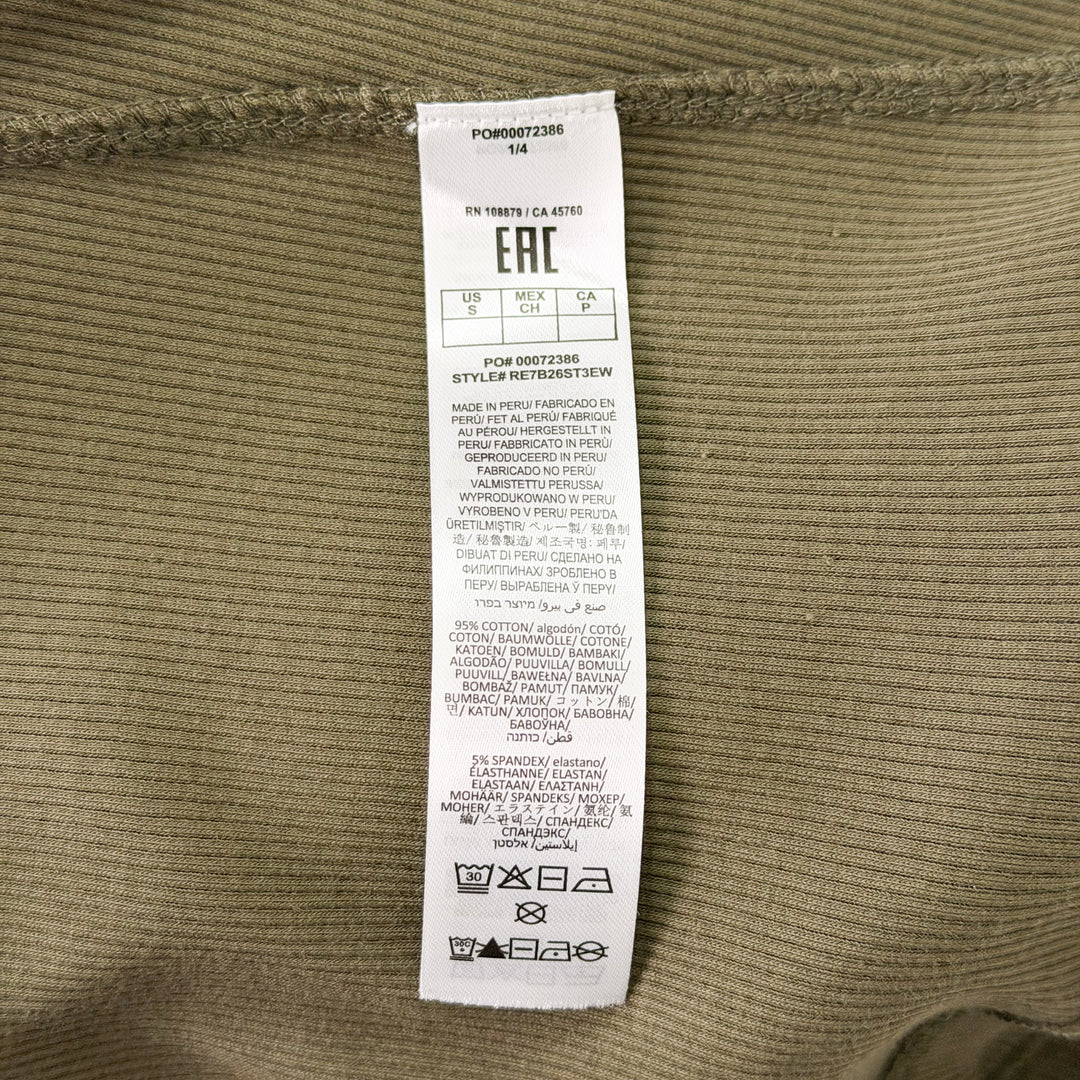 PO#00072386
1/4
RN 108879 / CA 45760
EAC
US MEX CA
S CH P
PO# 00072386
STYLE# RE7B26ST3EW
MADE IN PERU/ FABRICADO EN
PERÚ/ FET AL PERÚ/ FABRIQUÉ
AU PÉROU/ HERGESTELLT IN
PERU/ FABBRICATO IN PERÙ/
GEPRODUCEERD IN PERU/
FABRICADO NO PERÚ/
VALMISTETTU PERUSSA/
WYPRODUKOWANO W PERU/
VYROBENO V PERU/ PERU'DA
ÜRETILMIŞTIR/ ペルー製/ 秘鲁制
造/ 秘魯製造/ 제조국명: 페루/
DIBUAT DI PERU/ СДЕЛАНО НА
ФИЛИППИНАХ/ ЗРОБЛЕНО В
ПЕРУ/ ВЫРАБЛЕНА Ў ПЕРУ/
صنع في بيرو/ מיוצר בפרו
95% COTTON/ algodón/ COTÓ/
COTON/ BAUMWOLLE/ COTONE/
KATOEN/ BOMULD/ BAMBAKI/
ALGODÃO/ PUUVILLA/ BOMULL/
PUUVILL/ BAWEŁNA/ BAVLNA/
BOMBAŽ/ PAMUT/ ПАМУК/
BUMBAC/ PAMUK/ コットン/ 棉/
면/ KATUN/ ХЛОПОК/ БАВОВНА/
БАВОЎНА/
قطن/ כותנה
5% SPANDEX/ elastano/
ÉLASTHANNE/ ELASTAN/
ELASTAAN/ ΕΛΑΣΤΑΝΗ/
MOHÄÄR/ SPANDEKS/ МОХЕР/
MOHER/ エラステイン/ 氨纶/ 氨
綸/ 스판덱스/ СПАНДЕКС/
СПАНДЭКС/
إيلاستين/ אלסטן
30
30C